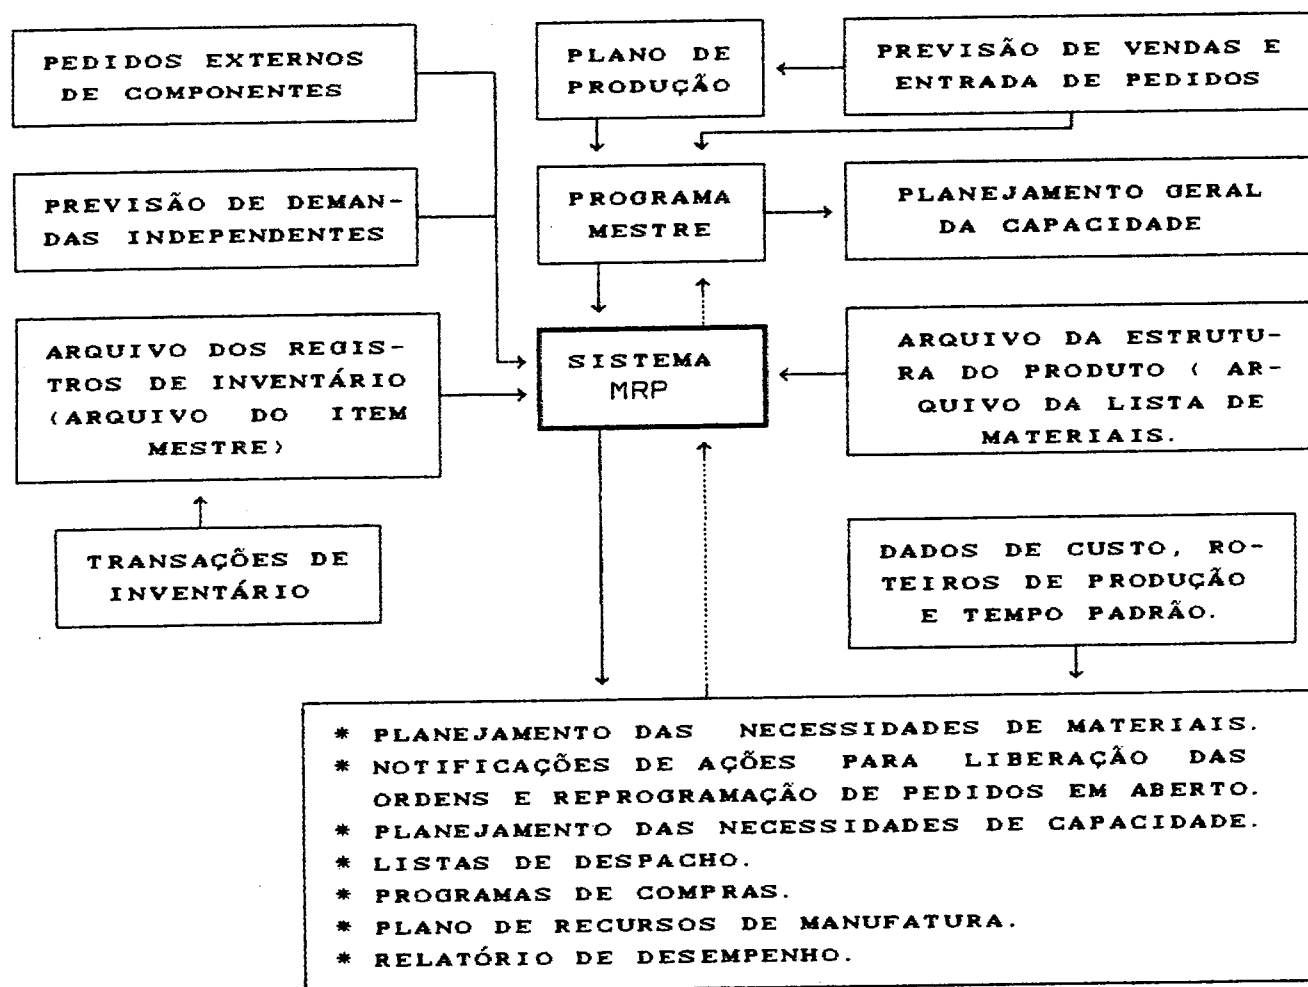 PEDIDOS EXTERNOS
DE COMPONENTES
PLANO DE
PRODUÇÃO
PREVISÃO DE VENDAS E
ENTRADA DE PEDIDOS
PREVISÃO DE DEMAN-
DAS INDEPENDENTES
PROGRAMA
MESTRE
PLANEJAMENTO GERAL
DA CAPACIDADE
ARQUIVO DOS REGIS-
TROS DE INVENTÁRIO
(ARQUIVO DO ITEM
MESTRE)
SISTEMA
MRP
ARQUIVO DA ESTRUTU-
RA DO PRODUTO ( AR-
QUIVO DA LISTA DE
MATERIAIS.
TRANSAÇÕES DE
INVENTÁRIO
DADOS DE CUSTO, RO-
TEIROS DE PRODUÇÃO
E TEMPO PADRÃO.
* PLANEJAMENTO DAS NECESSIDADES DE MATERIAIS.
* NOTIFICAÇÕES DE AÇÕES PARA LIBERAÇÃO DAS
ORDENS E REPROGRAMAÇÃO DE PEDIDOS EM ABERTO.
* PLANEJAMENTO DAS NECESSIDADES DE CAPACIDADE.
* LISTAS DE DESPACHO.
* PROGRAMAS DE COMPRAS.
* PLANO DE RECURSOS DE MANUFATURA.
* RELATÓRIO DE DESEMPENHO.